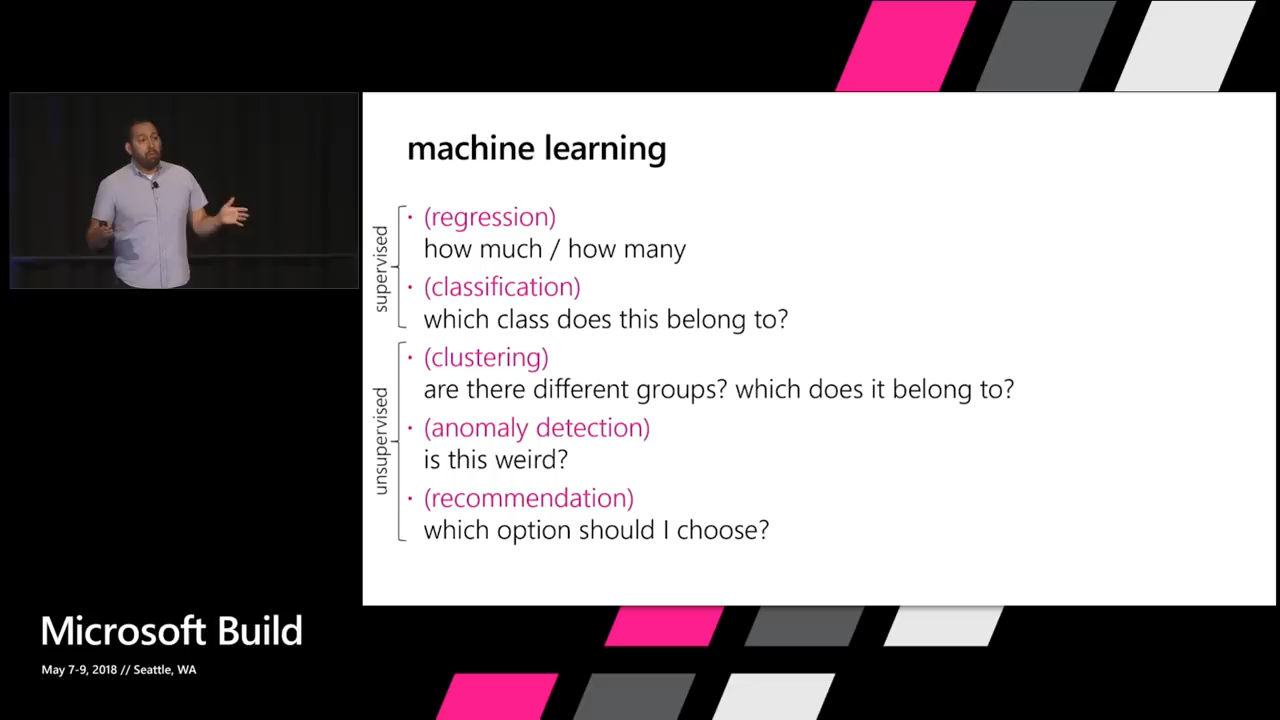 machine learning
supervised
· (regression)
how much / how many
· (classification)
which class does this belong to?
unsupervised
· (clustering)
are there different groups? which does it belong to?
· (anomaly detection)
is this weird?
· (recommendation)
which option should I choose?
Microsoft Build
May 7-9, 2018 // Seattle, WA